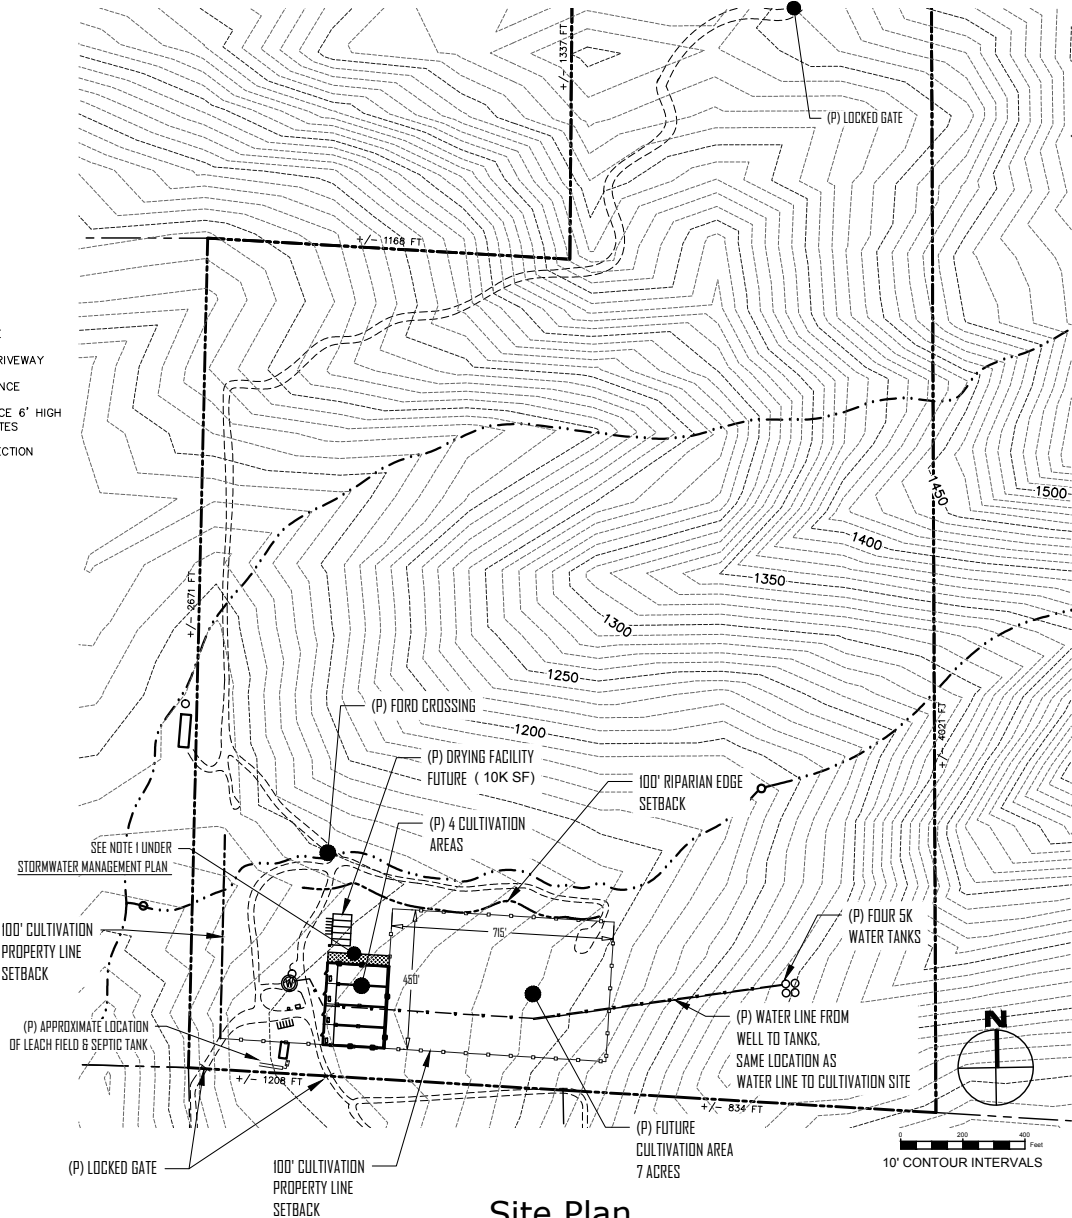 +/- 1337 FT
(P) LOCKED GATE
+/- 1168 FT
RIVEWAY
NCE
CE 6' HIGH
TES
ECTION
1450
1500
1400
1350
1300
1250
1200
+/- 2671 FT
+/- 4021 FT
(P) FORD CROSSING
(P) DRYING FACILITY
FUTURE ( 10K SF)
100' RIPARIAN EDGE
SETBACK
(P) 4 CULTIVATION
AREAS
SEE NOTE 1 UNDER
STORMWATER MANAGEMENT PLAN
100' CULTIVATION
PROPERTY LINE
SETBACK
715'
450'
W
(P) FOUR 5K
WATER TANKS
(P) APPROXIMATE LOCATION
OF LEACH FIELD & SEPTIC TANK
(P) WATER LINE FROM
WELL TO TANKS,
SAME LOCATION AS
WATER LINE TO CULTIVATION SITE
N
+/- 1208 FT
+/- 834 FT
(P) LOCKED GATE
100' CULTIVATION
PROPERTY LINE
SETBACK
(P) FUTURE
CULTIVATION AREA
7 ACRES
0 200 400
Feet
10' CONTOUR INTERVALS
Site Plan